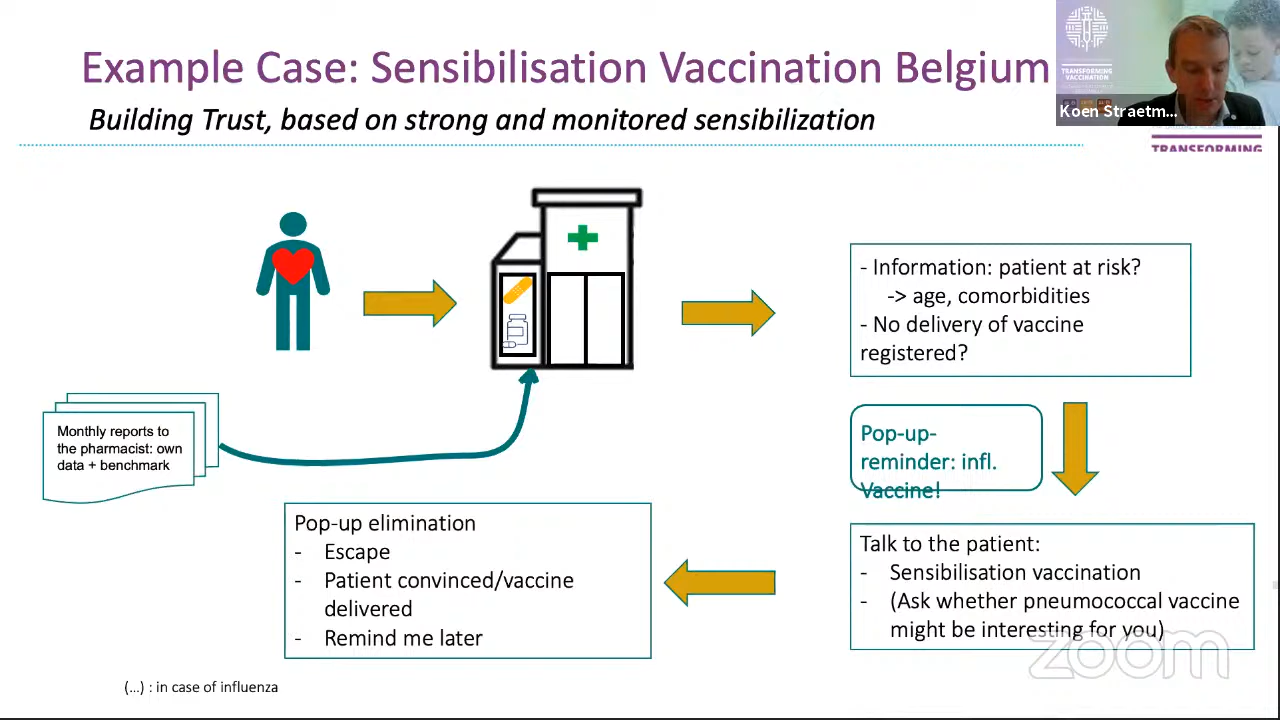 Example Case: Sensibilisation Vaccination Belgium
Building Trust, based on strong and monitored sensibilization
TRANSFORMING
VACCINATION
Koen Straetm...
TRANSFORMING
- Information: patient at risk?
-> age, comorbidities
- No delivery of vaccine
registered?
Monthly reports to
the pharmacist: own
data + benchmark
Pop-up-
reminder: infl.
Vaccine!
Pop-up elimination
- Escape
- Patient convinced/vaccine
delivered
- Remind me later
Talk to the patient:
- Sensibilisation vaccination
- (Ask whether pneumococcal vaccine
might be interesting for you)
zoom
(...) : in case of influenza